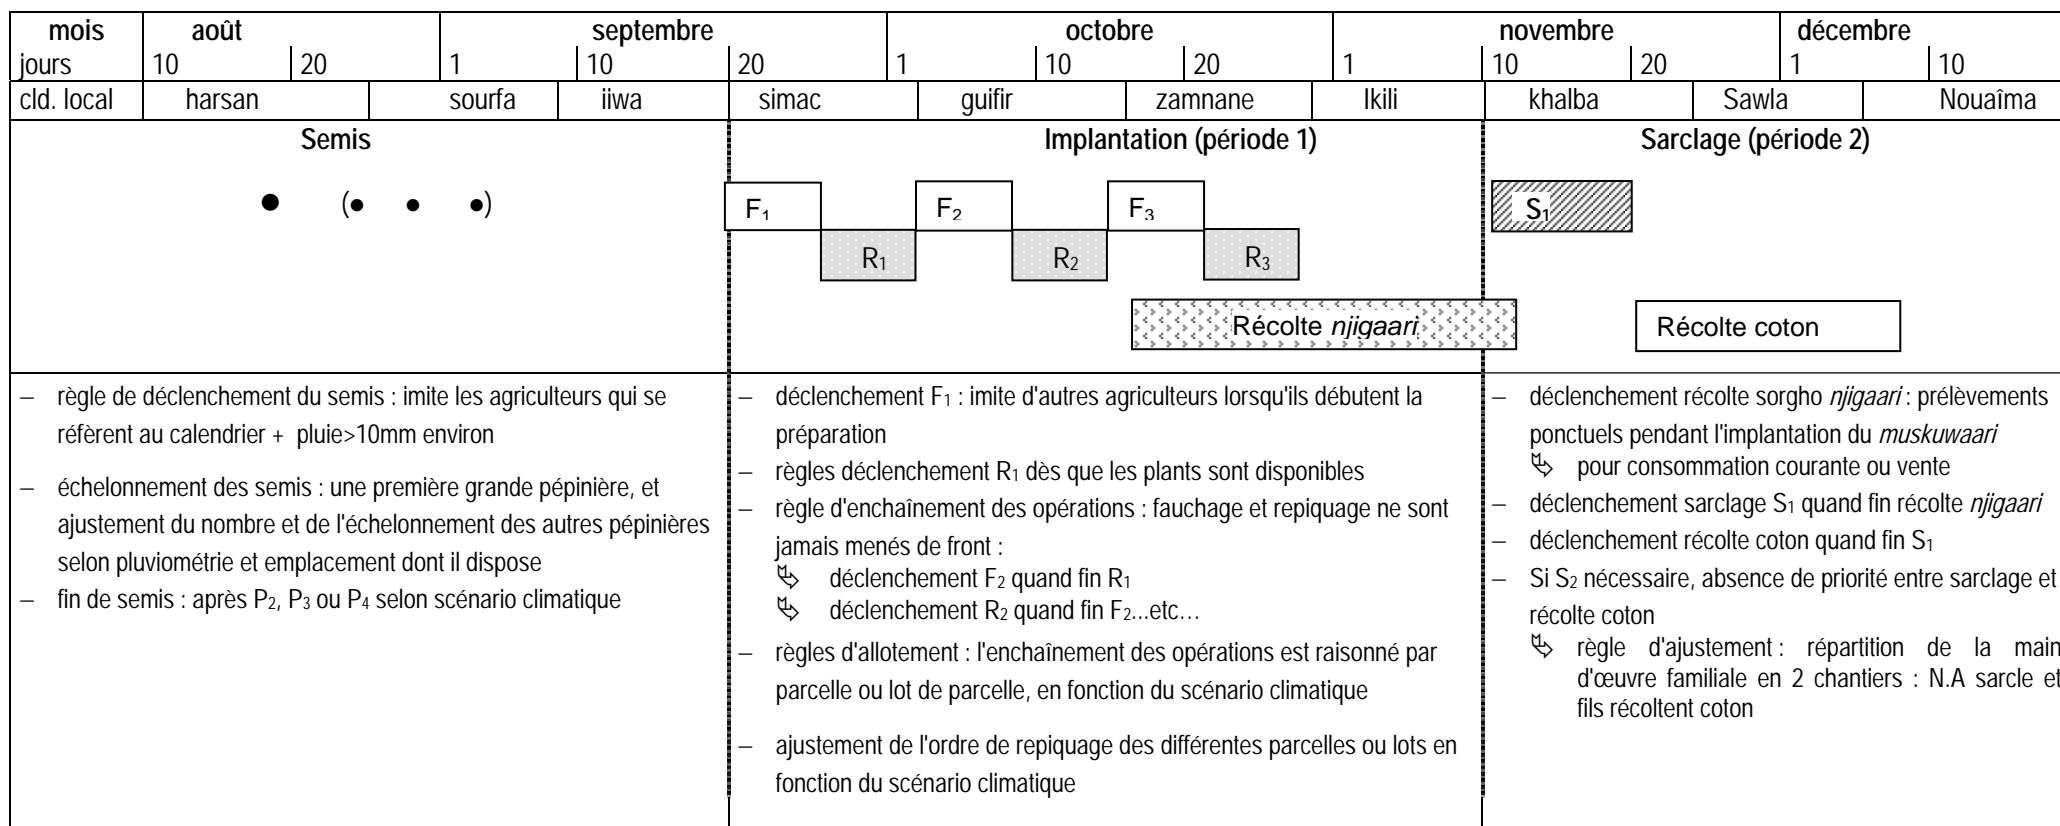 mois août septembre octobre novembre décembre
jours 10 20 1 10 20 1 10 20 1 10 20 1 10
cld. local harsan sourfa iiwa simac guifir zamnane Ikili khalba Sawla Nouaîma
Semis Implantation (période 1) Sarclage (période 2)
● (● ● ●)
F1 F2 F3 S1
R1 R2 R3
Récolte njigaari Récolte coton
– règle de déclenchement du semis : imite les agriculteurs qui se
réfèrent au calendrier + pluie>10mm environ
– échelonnement des semis : une première grande pépinière, et
ajustement du nombre et de l'échelonnement des autres pépinières
selon pluviométrie et emplacement dont il dispose
– fin de semis : après P2, P3 ou P4 selon scénario climatique
– déclenchement F1 : imite d'autres agriculteurs lorsqu'ils débutent la
préparation
– règles déclenchement R1 dès que les plants sont disponibles
– règle d'enchaînement des opérations : fauchage et repiquage ne sont
jamais menés de front :
↳ déclenchement F2 quand fin R1
↳ déclenchement R2 quand fin F2...etc…
– règles d'allotement : l'enchaînement des opérations est raisonné par
parcelle ou lot de parcelle, en fonction du scénario climatique
– ajustement de l'ordre de repiquage des différentes parcelles ou lots en
fonction du scénario climatique
– déclenchement récolte sorgho njigaari : prélèvements
ponctuels pendant l'implantation du muskuwaari
↳ pour consommation courante ou vente
– déclenchement sarclage S1 quand fin récolte njigaari
– déclenchement récolte coton quand fin S1
– Si S2 nécessaire, absence de priorité entre sarclage et
récolte coton
↳ règle d'ajustement : répartition de la main
d'œuvre familiale en 2 chantiers : N.A sarcle et
fils récoltent coton